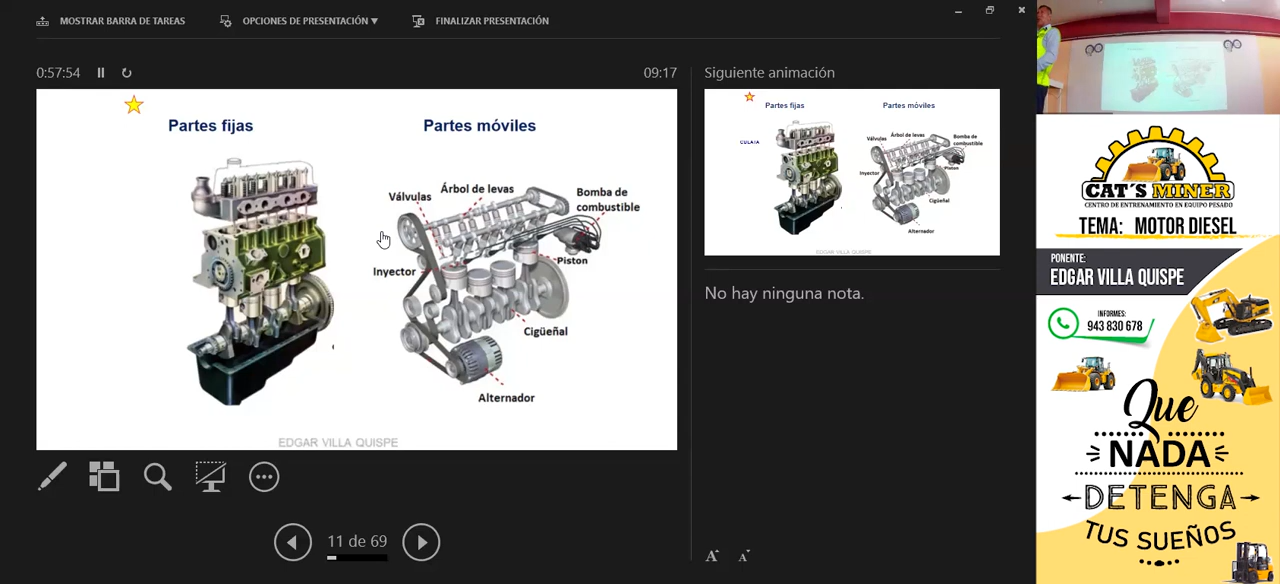 MOSTRAR BARRA DE TAREAS
OPCIONES DE PRESENTACIÓN ▼
FINALIZAR PRESENTACIÓN
0:57:54
09:17
Partes fijas
Partes móviles
Válvulas
Árbol de levas
Bomba de
combustible
Inyector
Piston
Cigüeñal
Alternador
EDGAR VILLA QUISPE
11 de 69
Siguiente animación
Partes fijas
Partes móviles
CULATA
Válvulas
Árbol de levas
Bomba de
combustible
Inyector
Piston
Cigüeñal
Alternador
EDGAR VILLA QUISPE
No hay ninguna nota.
A
A
CAT´S MINER
CENTRO DE ENTRENAMIENTO EN EQUIPO PESADO
TEMA: MOTOR DIESEL
PONENTE:
EDGAR VILLA QUISPE
INFORMES:
943 830 678
Que
NADA
DETENGA
TUS SUEÑOS